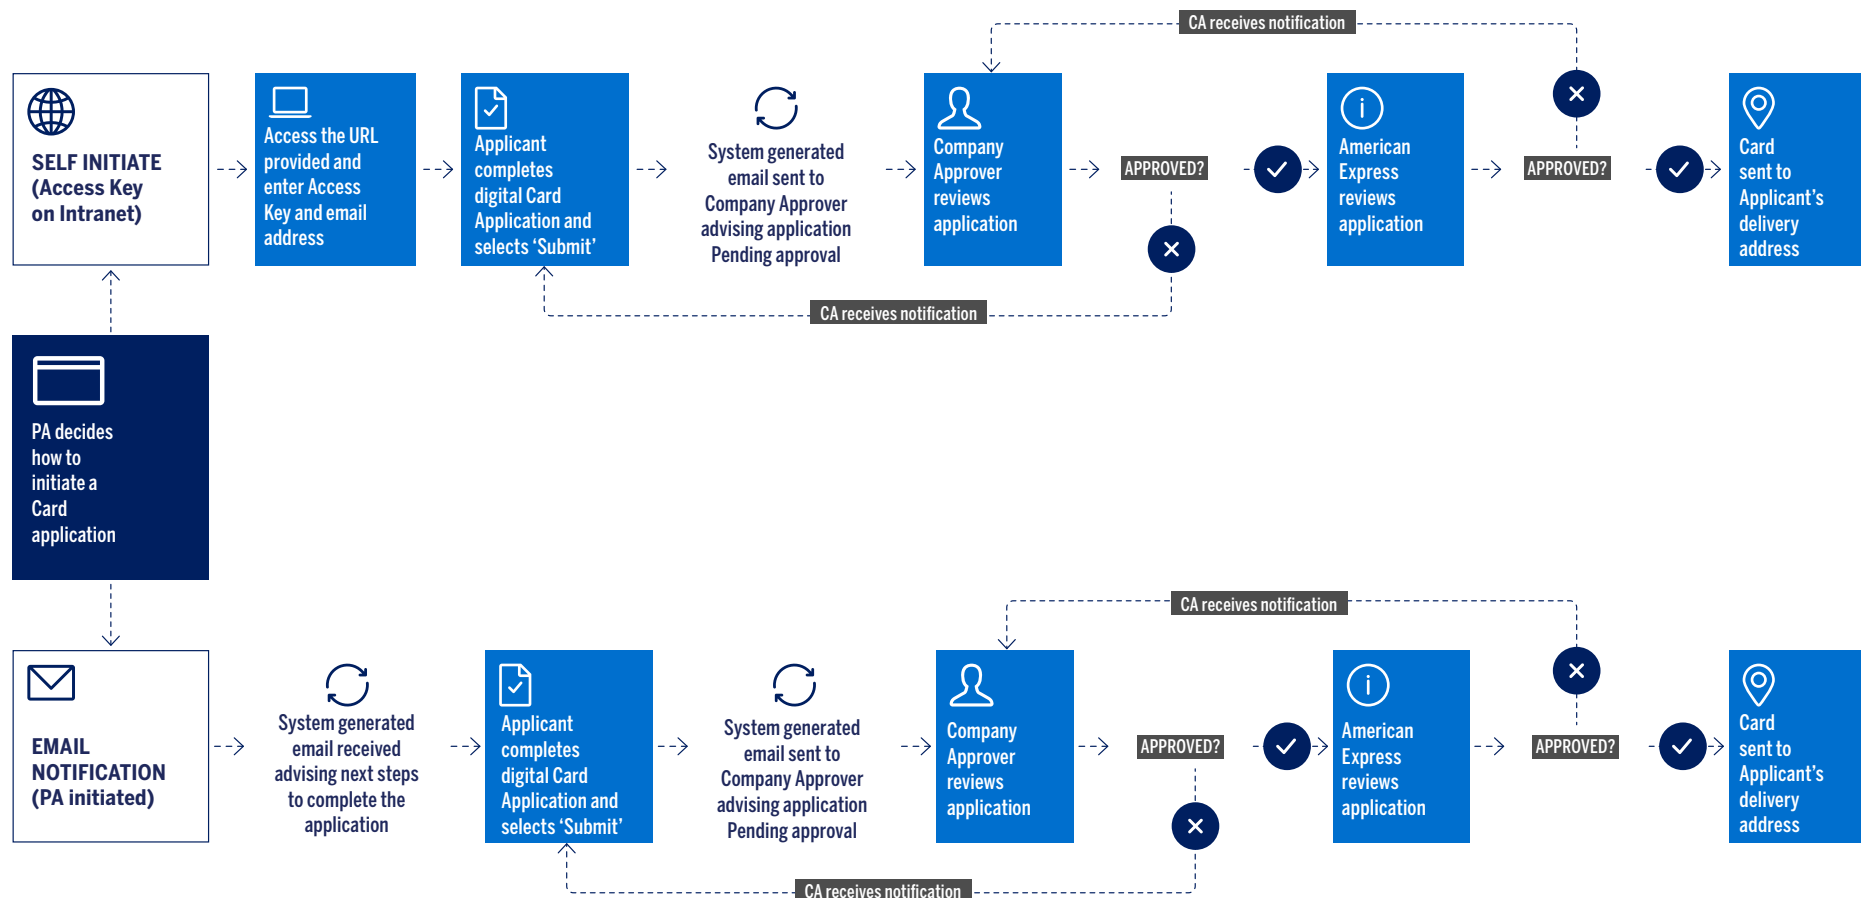 CA receives notification
SELF INITIATE
(Access Key
on Intranet)
Access the URL
provided and
enter Access
Key and email
address
Applicant
completes
digital Card
Application and
selects ‘Submit’
System generated
email sent to
Company Approver
advising application
Pending approval
Company
Approver
reviews
application
APPROVED?
American
Express
reviews
application
APPROVED?
Card
sent to
Applicant’s
delivery
address
CA receives notification
PA decides
how to
initiate a
Card
application
CA receives notification
EMAIL
NOTIFICATION
(PA initiated)
System generated
email received
advising next steps
to complete the
application
Applicant
completes
digital Card
Application and
selects ‘Submit’
System generated
email sent to
Company Approver
advising application
Pending approval
Company
Approver
reviews
application
APPROVED?
American
Express
reviews
application
APPROVED?
Card
sent to
Applicant’s
delivery
address
CA receives notification